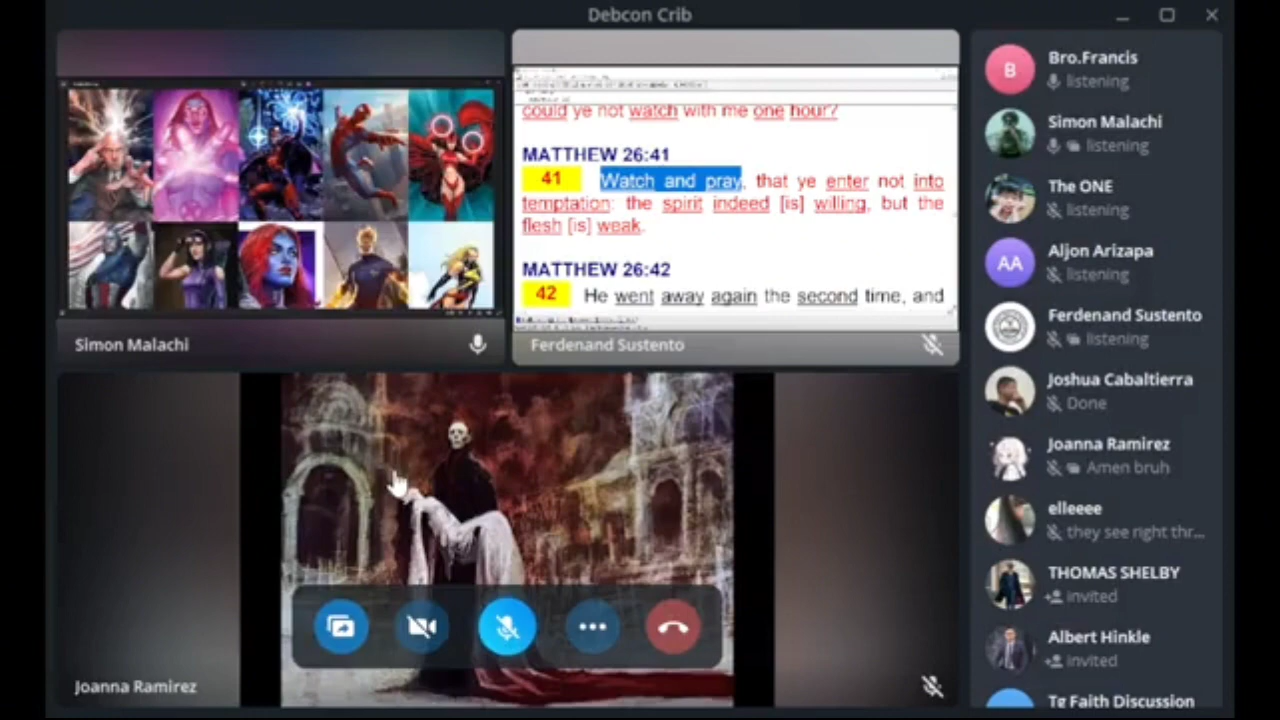 Debcon Crib
could ye not watch with me one hour?
MATTHEW 26:41
41 Watch and pray, that ye enter not into
temptation: the spirit indeed [is] willing, but the
flesh [is] weak.
MATTHEW 26:42
42 He went away again the second time, and
Simon Malachi
Ferdenand Sustento
Joanna Ramirez
B
Bro.Francis
listening
Simon Malachi
listening
The ONE
listening
AA
Aljon Arizapa
listening
Ferdenand Sustento
listening
Joshua Cabaltierra
Done
Joanna Ramirez
Amen bruh
elleeee
they see right thr...
THOMAS SHELBY
invited
Albert Hinkle
invited
Tg Faith Discussion